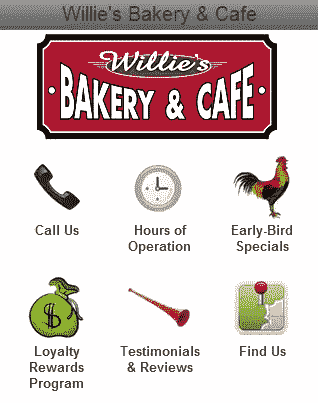 Willie's Bakery & Cafe
Willie's
· BAKERY & CAFE ·
Call Us
Hours of
Operation
Early-Bird
Specials
$
Loyalty
Rewards
Program
Testimonials
& Reviews
Find Us